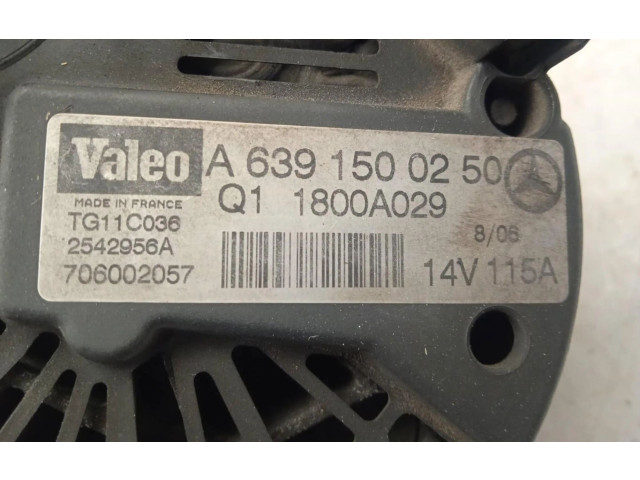 Valeo A 639 150 02 50
MADE IN FRANCE Q1 1800A029
TG11C036 8/06
2542956A
706002057 14V 115A